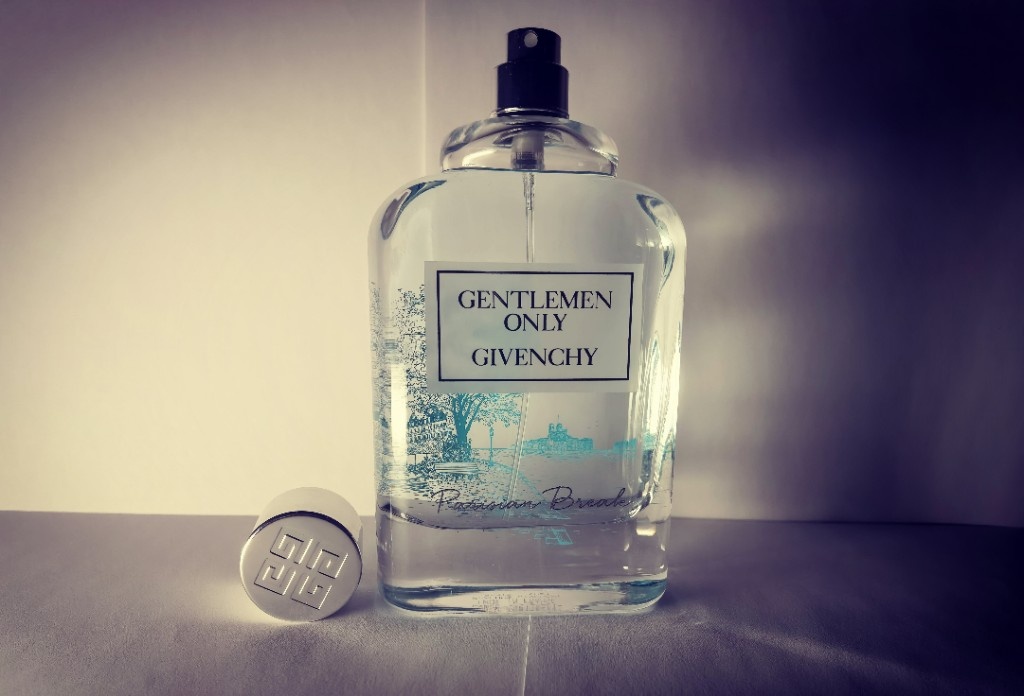 GENTLEMEN
ONLY
GIVENCHY
Parisian Break